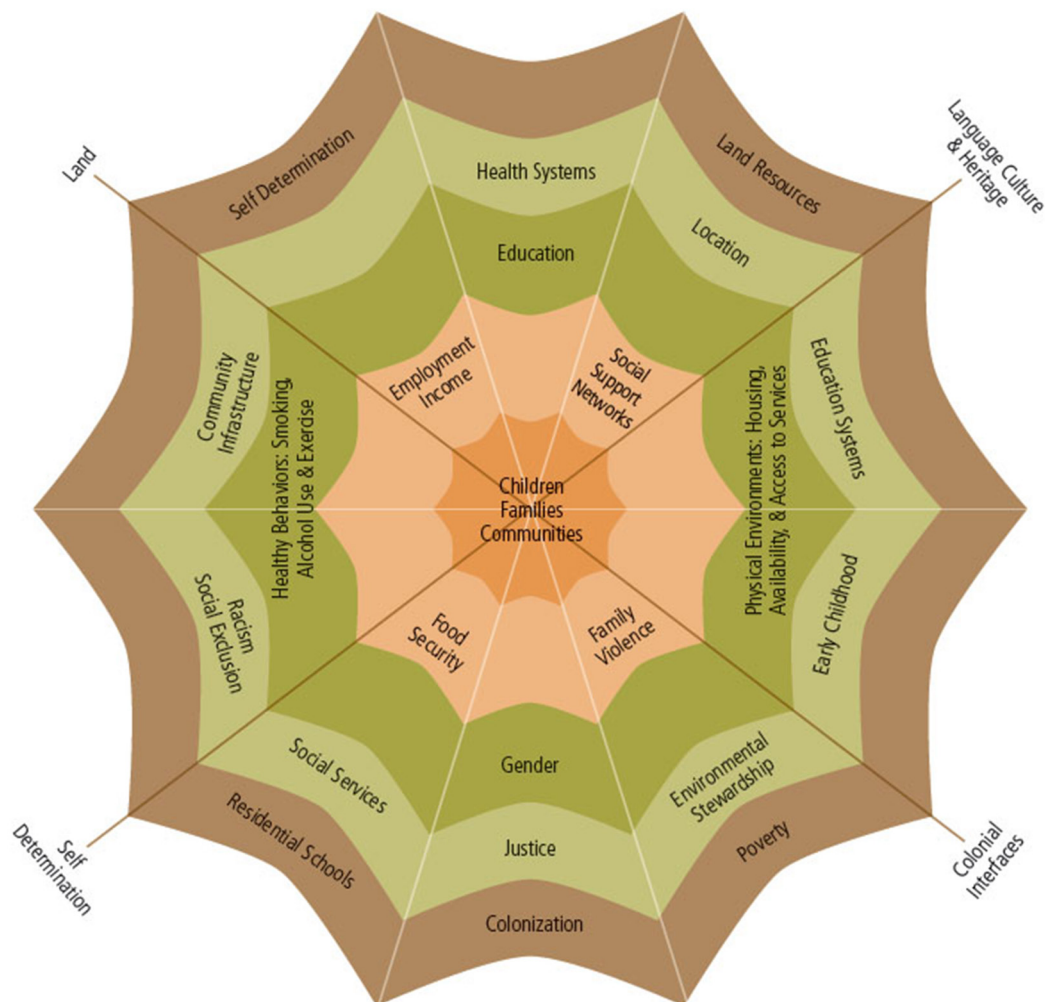 Land
Language Culture
& Heritage
Self Determination
Land Resources
Health Systems
Location
Education
Community
Infrastructure
Employment
Income
Social
Support
Networks
Education Systems
Healthy Behaviors: Smoking,
Alcohol Use & Exercise
Physical Environments: Housing,
Availability, & Access to Services
Children
Families
Communities
Racism
Social Exclusion
Food
Security
Family
Violence
Early Childhood
Social Services
Gender
Environmental
Stewardship
Residential Schools
Justice
Poverty
Colonization
Self
Determination
Colonial
Interfaces